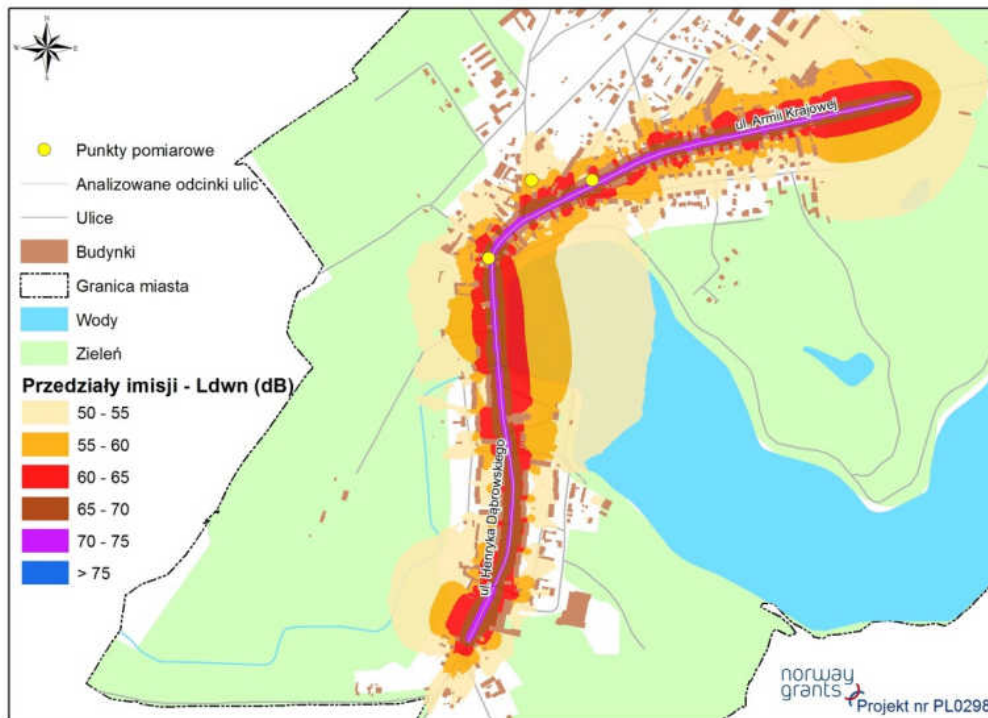 N
W
E
S
Punkty pomiarowe
Analizowane odcinki ulic
Ulice
Budynki
Granica miasta
Wody
Zieleń
Przedziały imisji - Ldwn (dB)
50 - 55
55 - 60
60 - 65
65 - 70
70 - 75
> 75
ul. Armii Krajowej
ul. Henryka Dąbrowskiego
norway
grants
Projekt nr PL0298